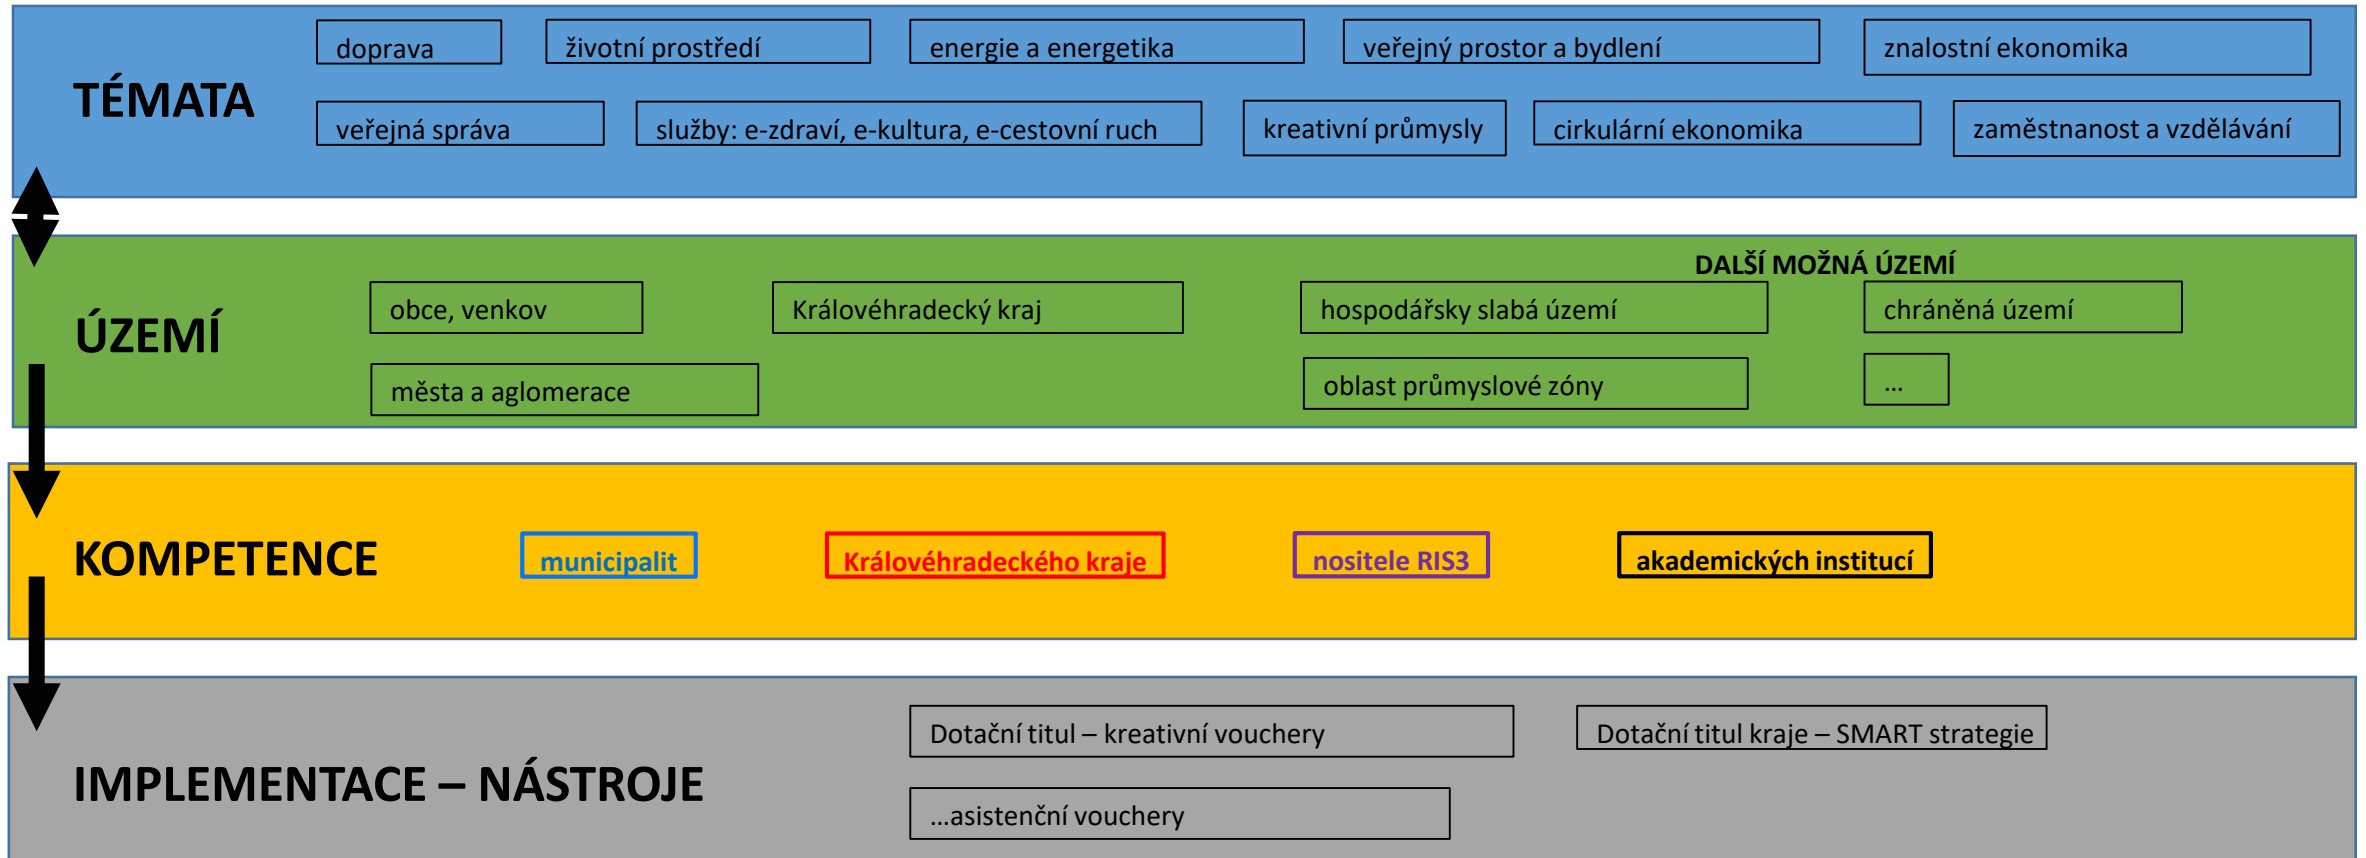 TÉMATA
doprava
životní prostředí
energie a energetika
veřejný prostor a bydlení
znalostní ekonomika
veřejná správa
služby: e-zdraví, e-kultura, e-cestovní ruch
kreativní průmysly
cirkulární ekonomika
zaměstnanost a vzdělávání
ÚZEMÍ
obce, venkov
Královéhradecký kraj
města a aglomerace
DALŠÍ MOŽNÁ ÚZEMÍ
hospodářsky slabá území
chráněná území
oblast průmyslové zóny
...
KOMPETENCE
municipalit
Královéhradeckého kraje
nositele RIS3
akademických institucí
IMPLEMENTACE – NÁSTROJE
Dotační titul – kreativní vouchery
Dotační titul kraje – SMART strategie
...asistenční vouchery